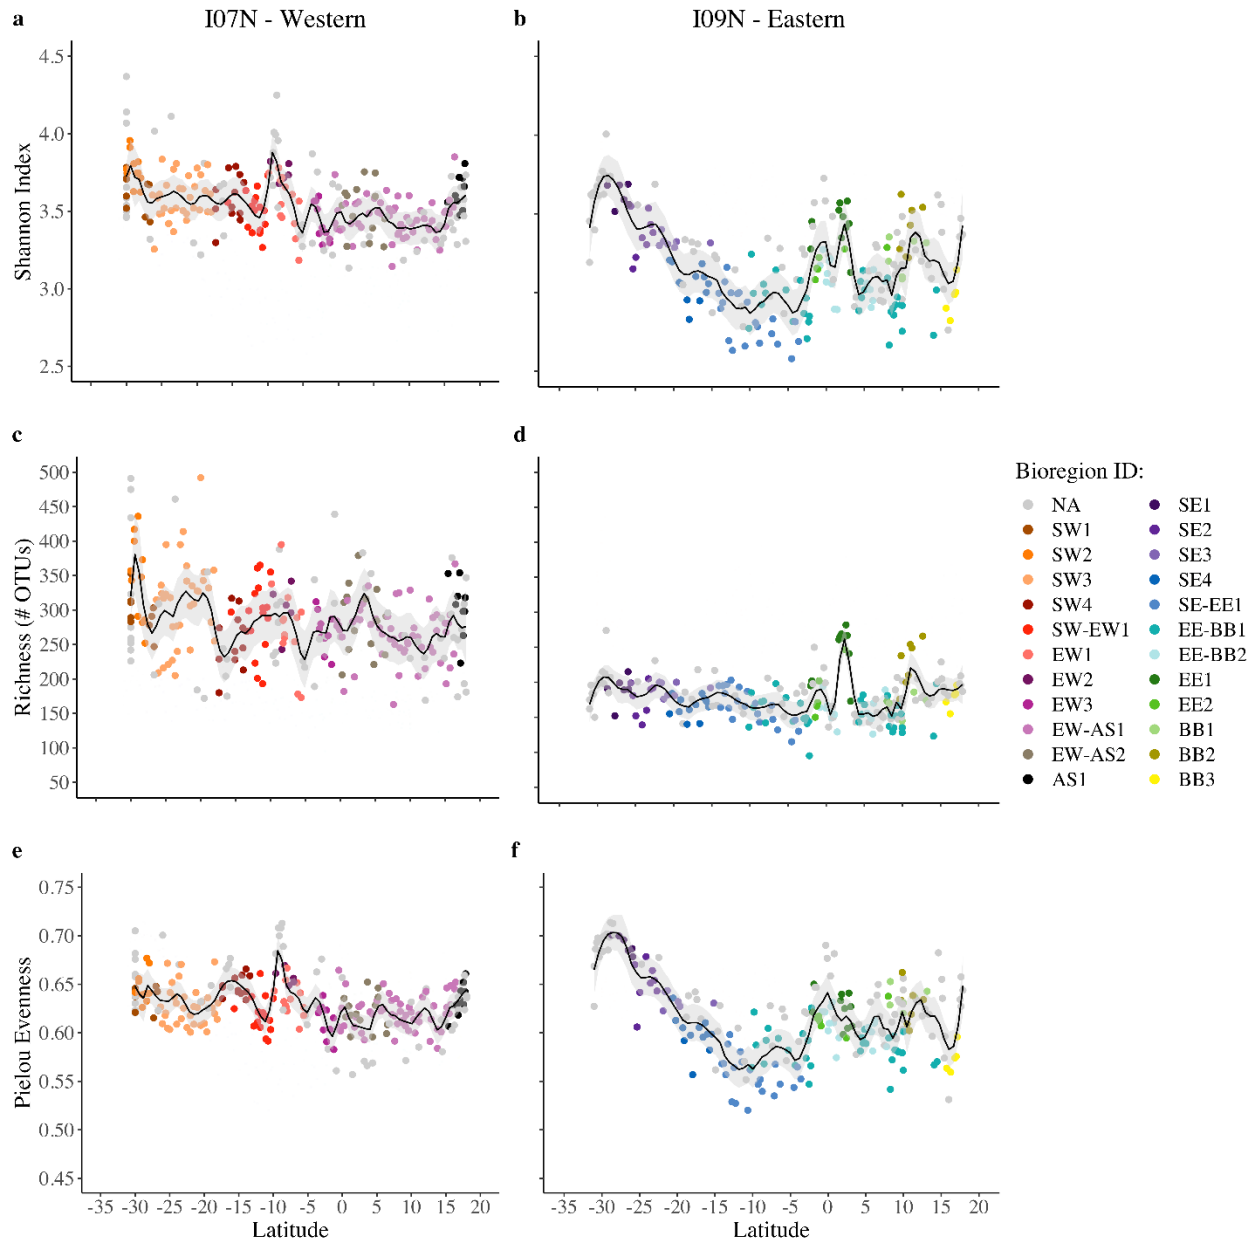 a I07N - Western b I09N - Eastern
Shannon Index
4.5
4.0
3.5
3.0
2.5
c d
Richness (# OTUs)
500
450
400
350
300
250
200
150
100
50
Bioregion ID:
NA SE1
SW1 SE2
SW2 SE3
SW3 SE4
SW4 SE-EE1
SW-EW1 EE-BB1
EW1 EE-BB2
EW2 EE1
EW3 EE2
EW-AS1 BB1
EW-AS2 BB2
AS1 BB3
e f
Pielou Evenness
0.75
0.70
0.65
0.60
0.55
0.50
0.45
-35 -30 -25 -20 -15 -10 -5 0 5 10 15 20 -35 -30 -25 -20 -15 -10 -5 0 5 10 15 20
Latitude Latitude